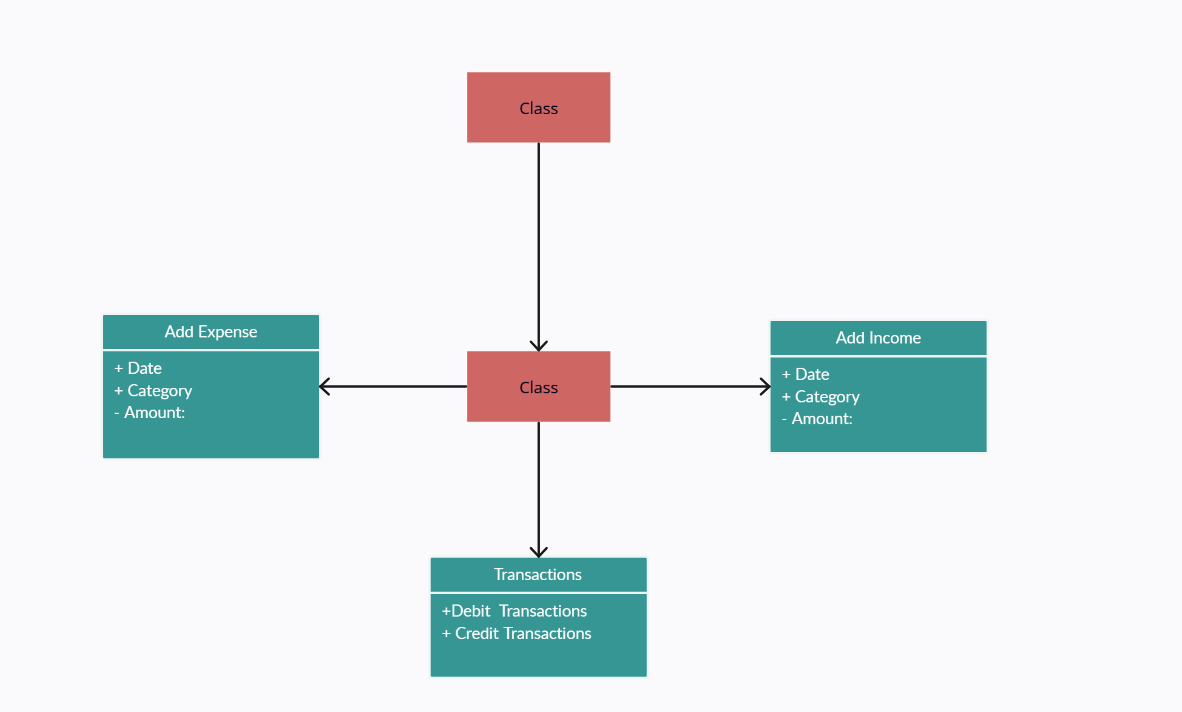 Class
Add Expense
+ Date
+ Category
- Amount:
Class
Add Income
+ Date
+ Category
- Amount:
Transactions
+Debit  Transactions
+ Credit Transactions